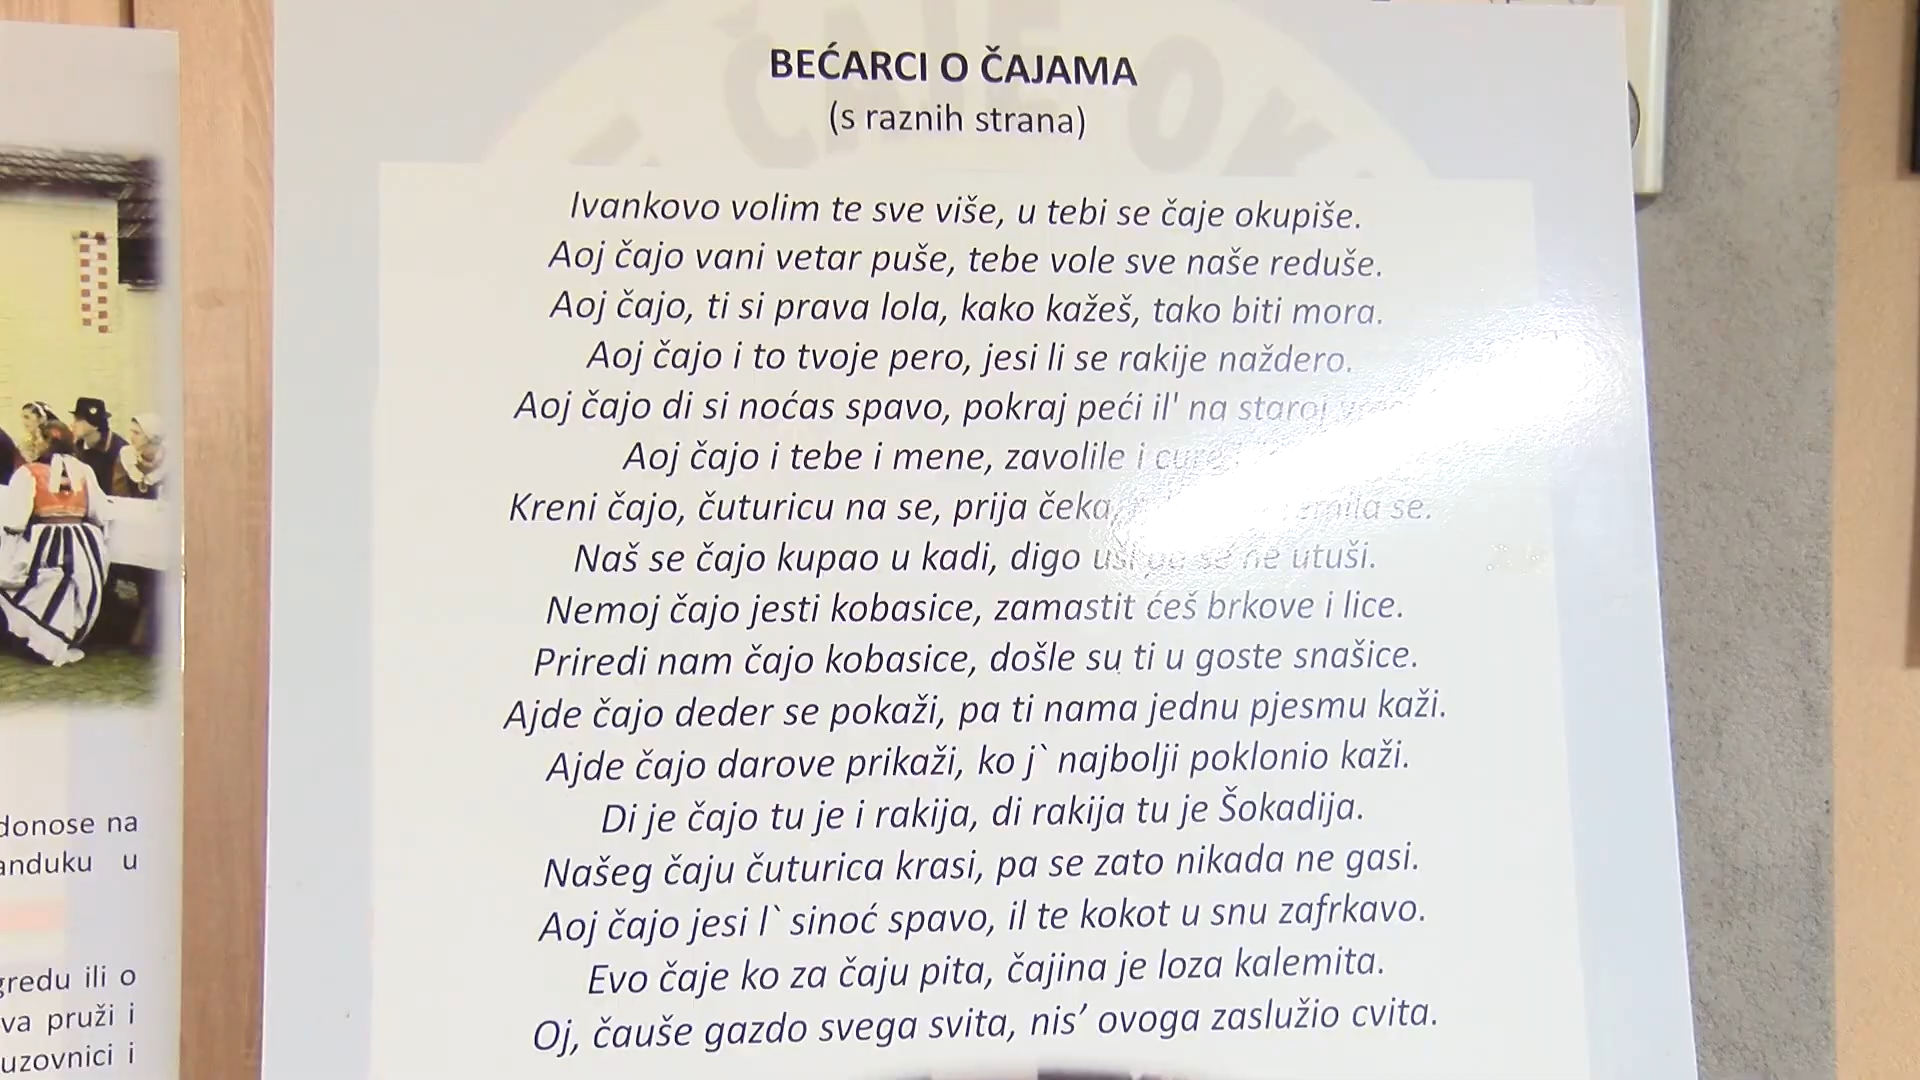 BEĆARCI O ČAJAMA
(s raznih strana)
Ivankovo volim te sve više, u tebi se čaje okupiše.
Aoj čajo vani vetar puše, tebe vole sve naše reduše.
Aoj čajo, ti si prava lola, kako kažeš, tako biti mora.
Aoj čajo i to tvoje pero, jesi li se rakije naždero.
Aoj čajo di si noćas spavo, pokraj peći il' na staroj
Aoj čajo i tebe i mene, zavolile i cure
Kreni čajo, čuturicu na se, prija čeka, se.
Naš se čajo kupao u kadi, digo uši pa se ne utuši.
Nemoj čajo jesti kobasice, zamastit ćeš brkove i lice.
Priredi nam čajo kobasice, došle su ti u goste snašice.
Ajde čajo deder se pokaži, pa ti nama jednu pjesmu kaži.
Ajde čajo darove prikaži, ko j` najbolji poklonio kaži.
Di je čajo tu je i rakija, di rakija tu je Šokadija.
Našeg čaju čuturica krasi, pa se zato nikada ne gasi.
Aoj čajo jesi l` sinoć spavo, il te kokot u snu zafrkavo.
Evo čaje ko za čaju pita, čajina je loza kalemita.
Oj, čauše gazdo svega svita, nis’ ovoga zaslužio cvita.
donose na
anduku u
gredu ili o
va pruži i
uzovnici i
ČAJE